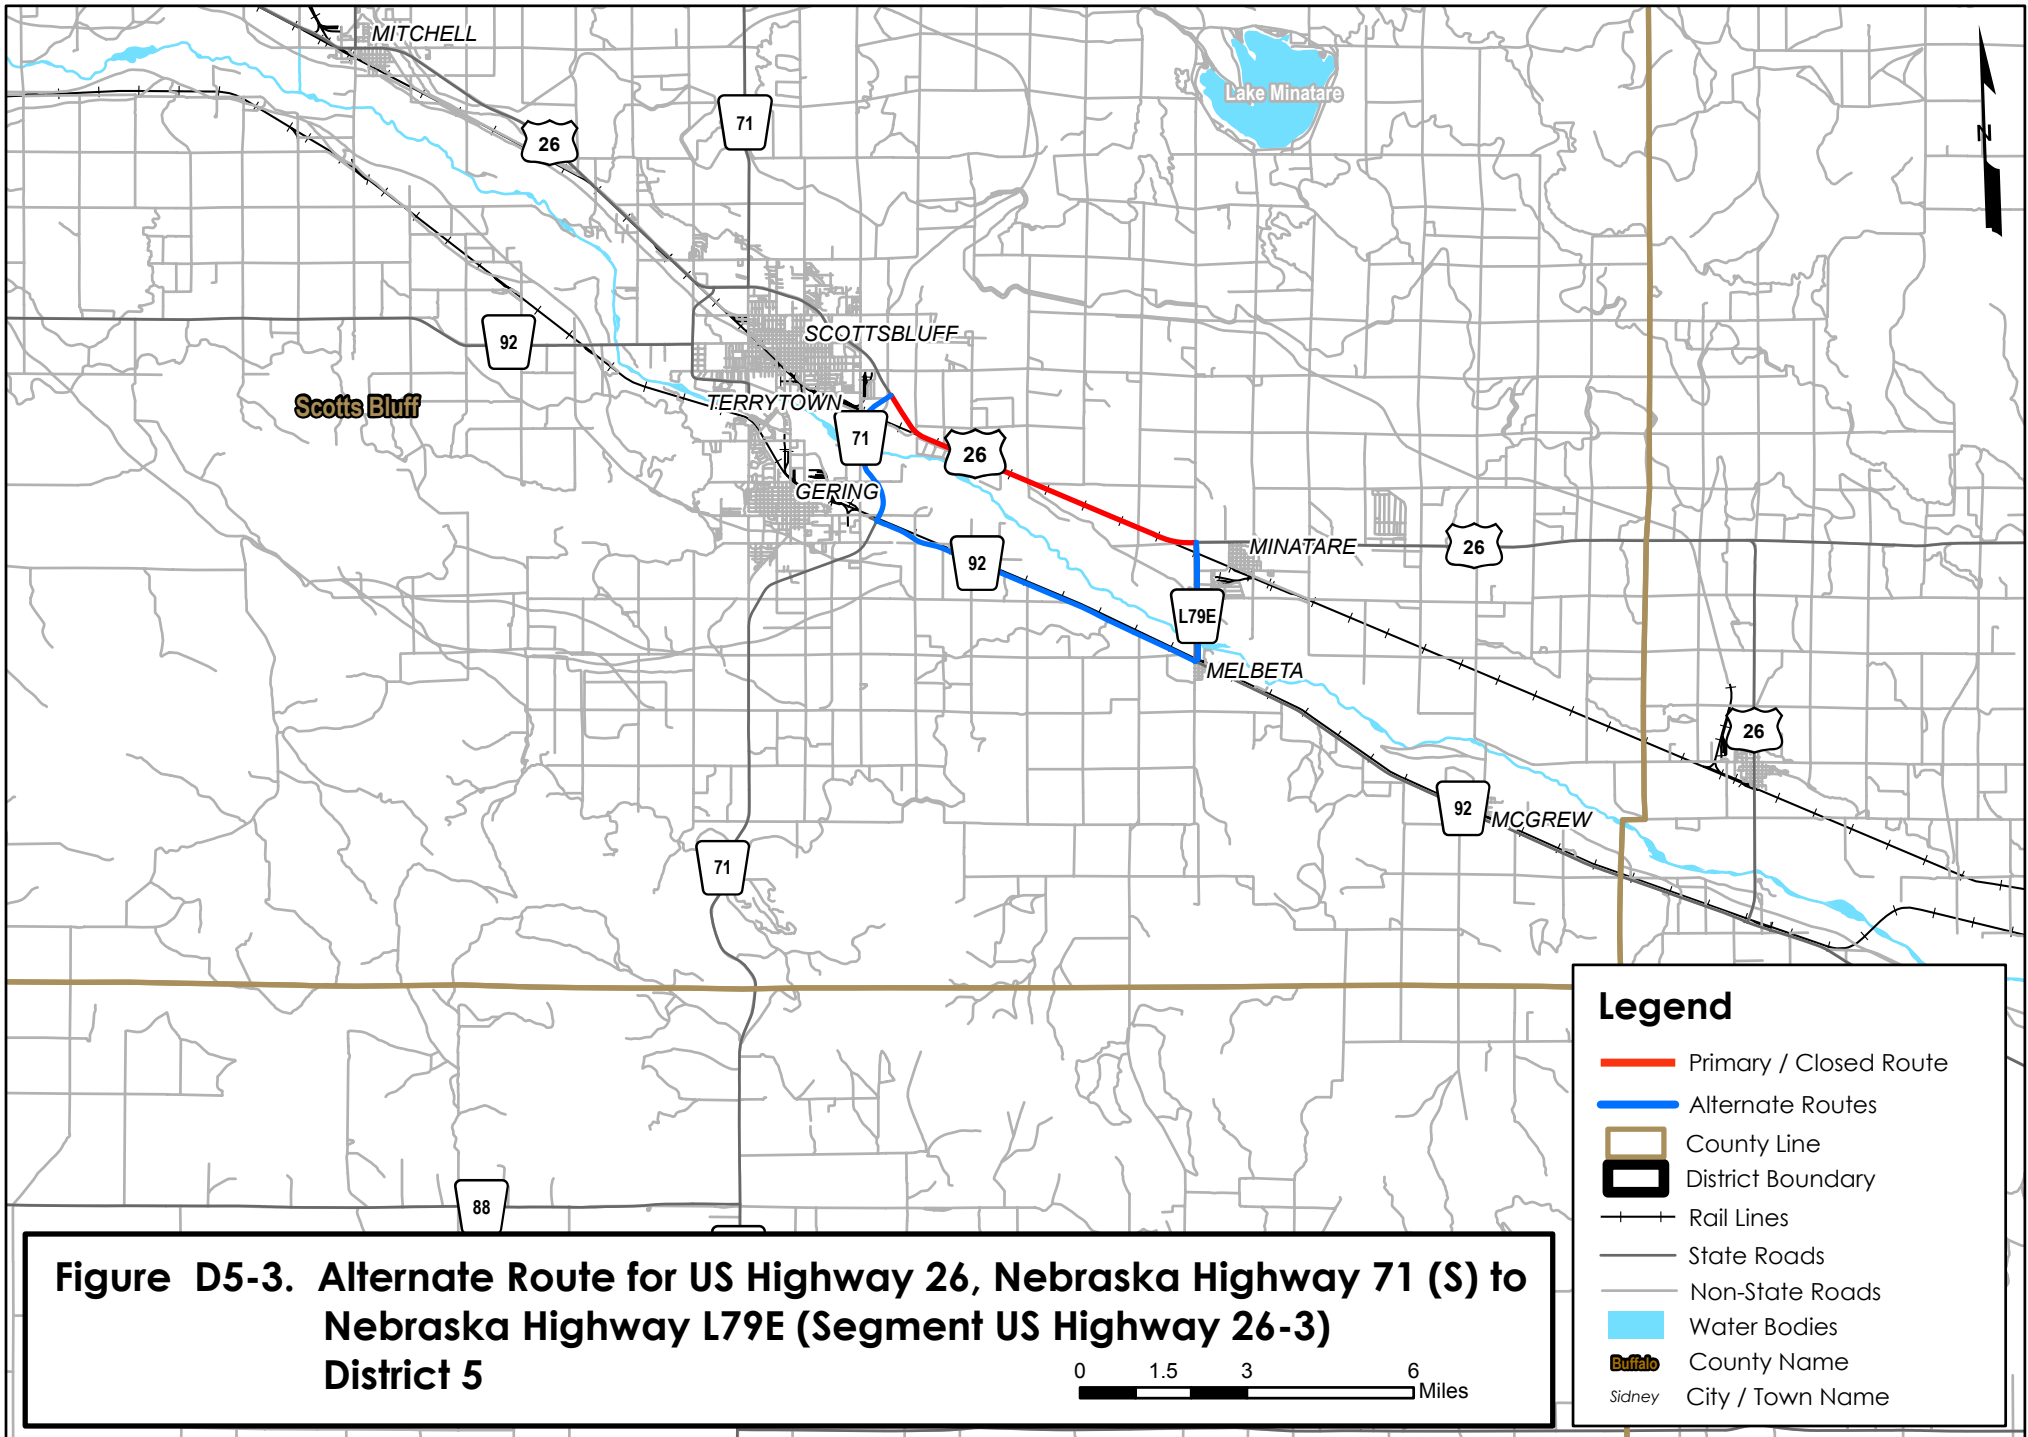 MITCHELL
71
26
Lake Minatare
N
92
SCOTTSBLUFF
Scotts Bluff
TERRYTOWN
71
26
GERING
92
MINATARE
26
L79E
MELBETA
26
92
MCGREW
71
88
Legend
Primary / Closed Route
Alternate Routes
County Line
District Boundary
Rail Lines
State Roads
Non-State Roads
Water Bodies
Buffalo County Name
Sidney City / Town Name
Figure D5-3. Alternate Route for US Highway 26, Nebraska Highway 71 (S) to
Nebraska Highway L79E (Segment US Highway 26-3)
District 5
0 1.5 3 6
Miles